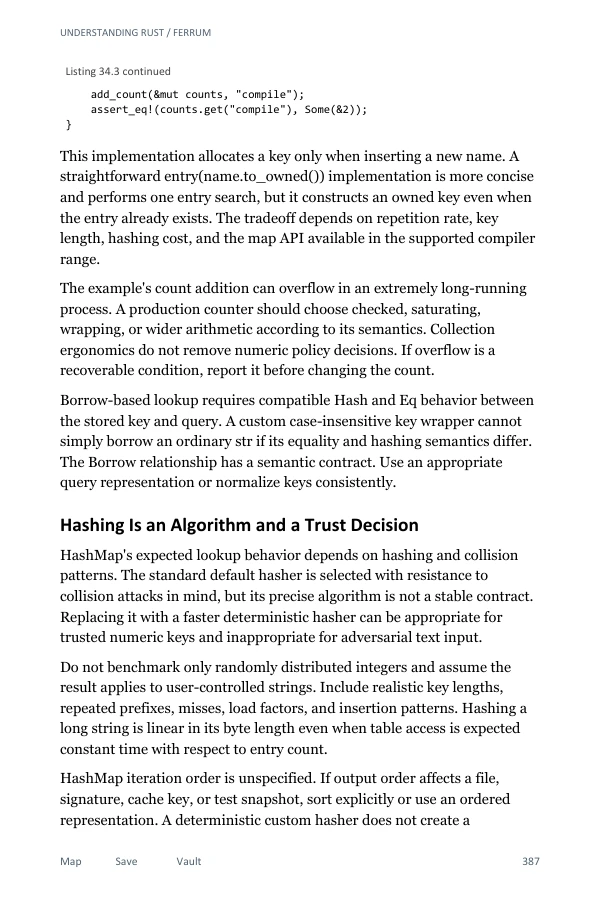 UNDERSTANDING RUST / FERRUM
Listing 34.3 continued
    add_count(&mut counts, "compile");
    assert_eq!(counts.get("compile"), Some(&2));
}
This implementation allocates a key only when inserting a new name. A
straightforward entry(name.to_owned()) implementation is more concise
and performs one entry search, but it constructs an owned key even when
the entry already exists. The tradeoff depends on repetition rate, key
length, hashing cost, and the map API available in the supported compiler
range.
The example's count addition can overflow in an extremely long-running
process. A production counter should choose checked, saturating,
wrapping, or wider arithmetic according to its semantics. Collection
ergonomics do not remove numeric policy decisions. If overflow is a
recoverable condition, report it before changing the count.
Borrow-based lookup requires compatible Hash and Eq behavior between
the stored key and query. A custom case-insensitive key wrapper cannot
simply borrow an ordinary str if its equality and hashing semantics differ.
The Borrow relationship has a semantic contract. Use an appropriate
query representation or normalize keys consistently.
Hashing Is an Algorithm and a Trust Decision
HashMap's expected lookup behavior depends on hashing and collision
patterns. The standard default hasher is selected with resistance to
collision attacks in mind, but its precise algorithm is not a stable contract.
Replacing it with a faster deterministic hasher can be appropriate for
trusted numeric keys and inappropriate for adversarial text input.
Do not benchmark only randomly distributed integers and assume the
result applies to user-controlled strings. Include realistic key lengths,
repeated prefixes, misses, load factors, and insertion patterns. Hashing a
long string is linear in its byte length even when table access is expected
constant time with respect to entry count.
HashMap iteration order is unspecified. If output order affects a file,
signature, cache key, or test snapshot, sort explicitly or use an ordered
representation. A deterministic custom hasher does not create a
Map Save Vault 387